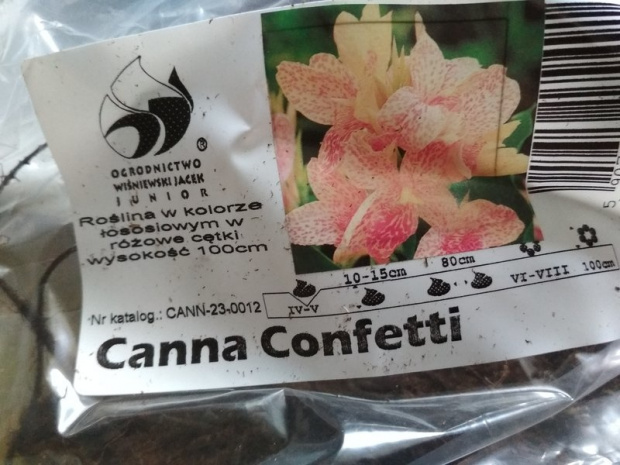 ®
OGRODNICTWO
WIŚNIEWSKI JACEK
JUNIOR
Roślina w kolorze
łososiowym w
różowe cętki
wysokość 100cm
Nr katalog.: CANN-23-0012
IV-V
10-15cm
80cm
VI-VIII
100cm
Canna Confetti